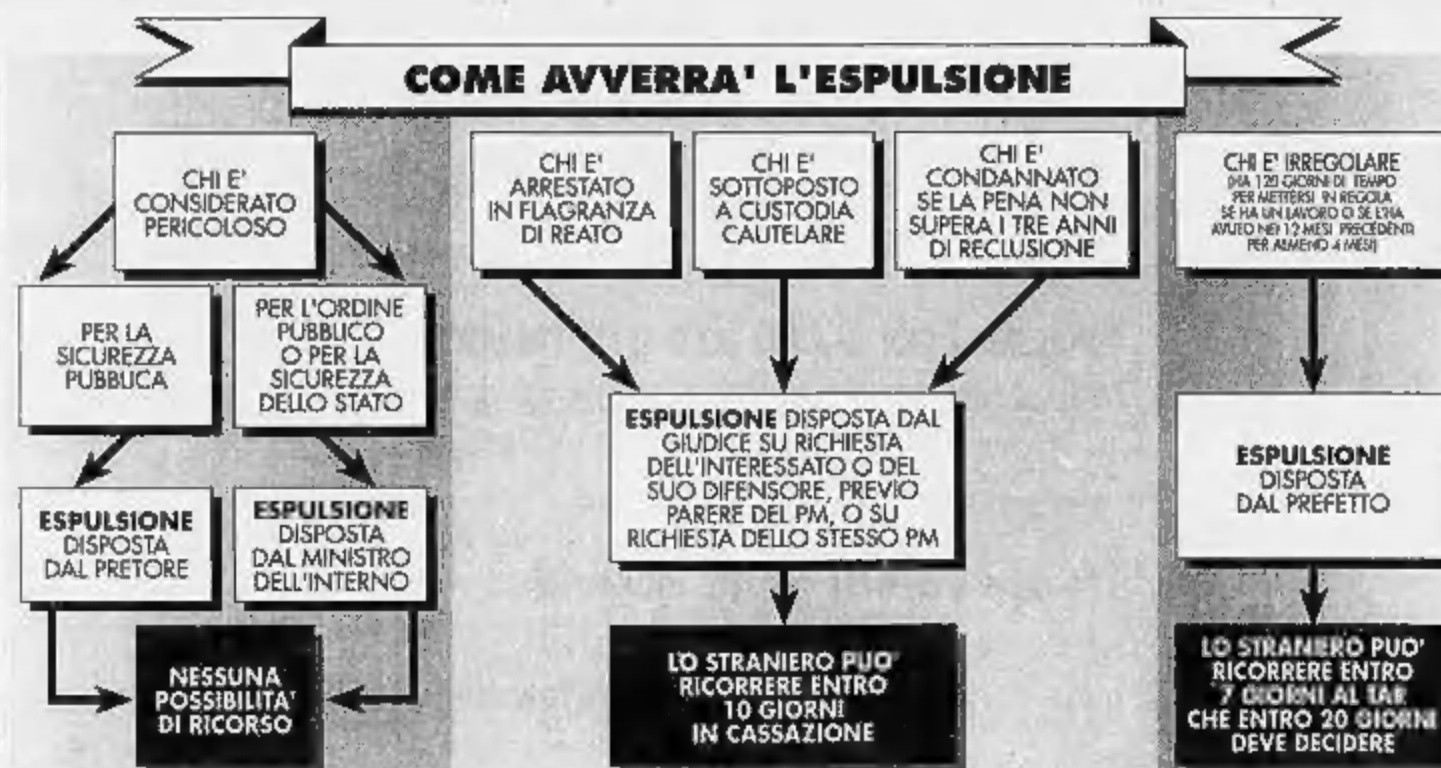 COME AVVERRA' L'ESPULSIONE
CHI E'
CONSIDERATO
PERICOLOSO
PER LA
SICUREZZA
PUBBLICA
PER L'ORDINE
PUBBLICO
O PER LA
SICUREZZA
DELLO STATO
ESPULSIONE
DISPOSTA
DAL PRETORE
ESPULSIONE
DISPOSTA
DAL MINISTRO
DELL'INTERNO
NESSUNA
POSSIBILITA'
DI RICORSO
CHI E'
ARRESTATO
IN FLAGRANZA
DI REATO
CHI E'
SOTTOPOSTO
A CUSTODIA
CAUTELARE
CHI E'
CONDANNATO
SE LA PENA NON
SUPERA I TRE ANNI
DI RECLUSIONE
ESPULSIONE DISPOSTA DAL
GIUDICE SU RICHIESTA
DELL'INTERESSATO O DEL
SUO DIFENSORE, PREVIO
PARERE DEL PM, O SU
RICHIESTA DELLO STESSO PM
LO STRANIERO PUO'
RICORRERE ENTRO
10 GIORNI
IN CASSAZIONE
CHI E' IRREGOLARE
(HA 120 GIORNI DI TEMPO
PER METTERSI IN REGOLA
SE HA UN LAVORO O SE L'HA
AVUTO NEI 12 MESI PRECEDENTI
PER ALMENO 4 MESI)
ESPULSIONE
DISPOSTA
DAL PREFETTO
LO STRANIERO PUO'
RICORRERE ENTRO
7 GIORNI AL TAR
CHE ENTRO 20 GIORNI
DEVE DECIDERE